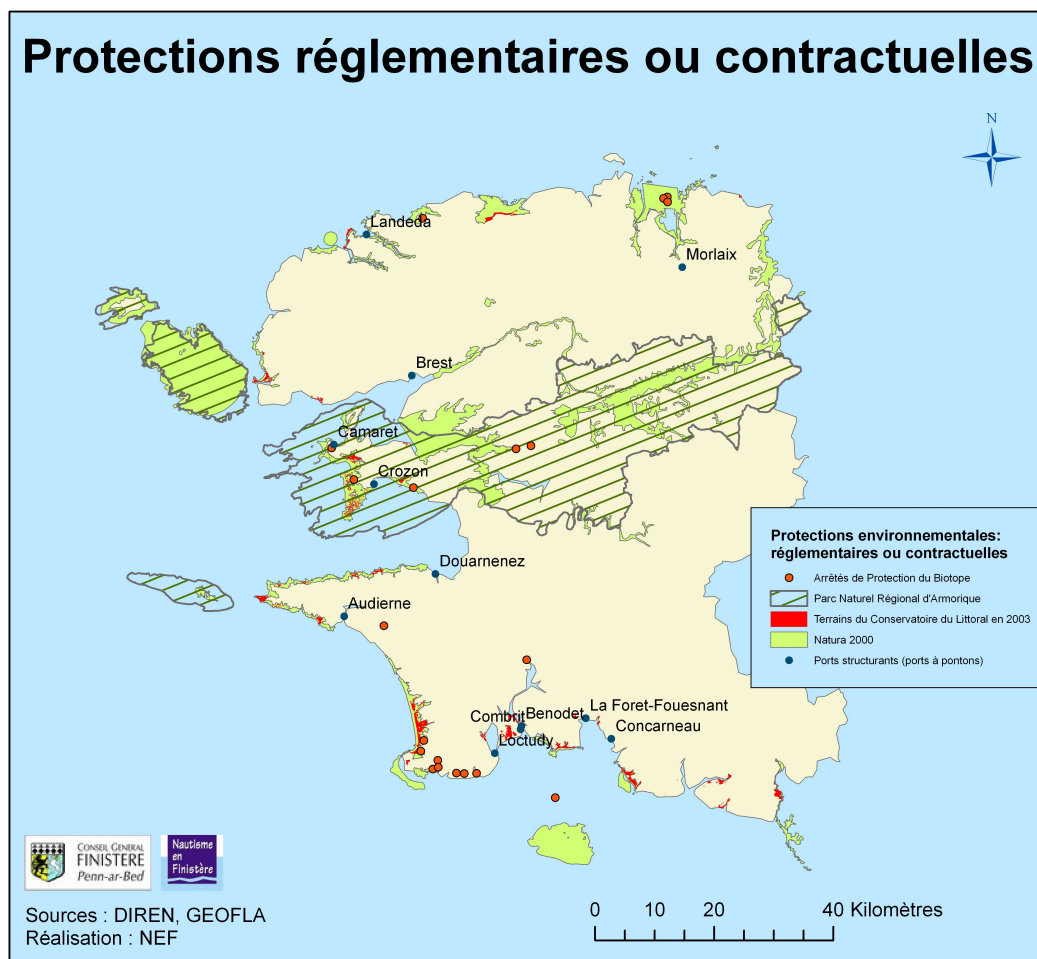 Protections réglementaires ou contractuelles
N
Landeda
Morlaix
Brest
Camaret
Crozon
Douarnenez
Audierne
La Foret-Fouesnant
Combrit
Benodet
Concarneau
Loctudy
Protections environnementales:
réglementaires ou contractuelles
Arrêtés de Protection du Biotope
Parc Naturel Régional d'Armorique
Terrains du Conservatoire du Littoral en 2003
Natura 2000
Ports structurants (ports à pontons)
CONSEIL GENERAL
FINISTERE
Penn-ar-Bed
Nautisme
en
Finistère
Sources : DIREN, GEOFLA
Réalisation : NEF
0 10 20 40 Kilomètres